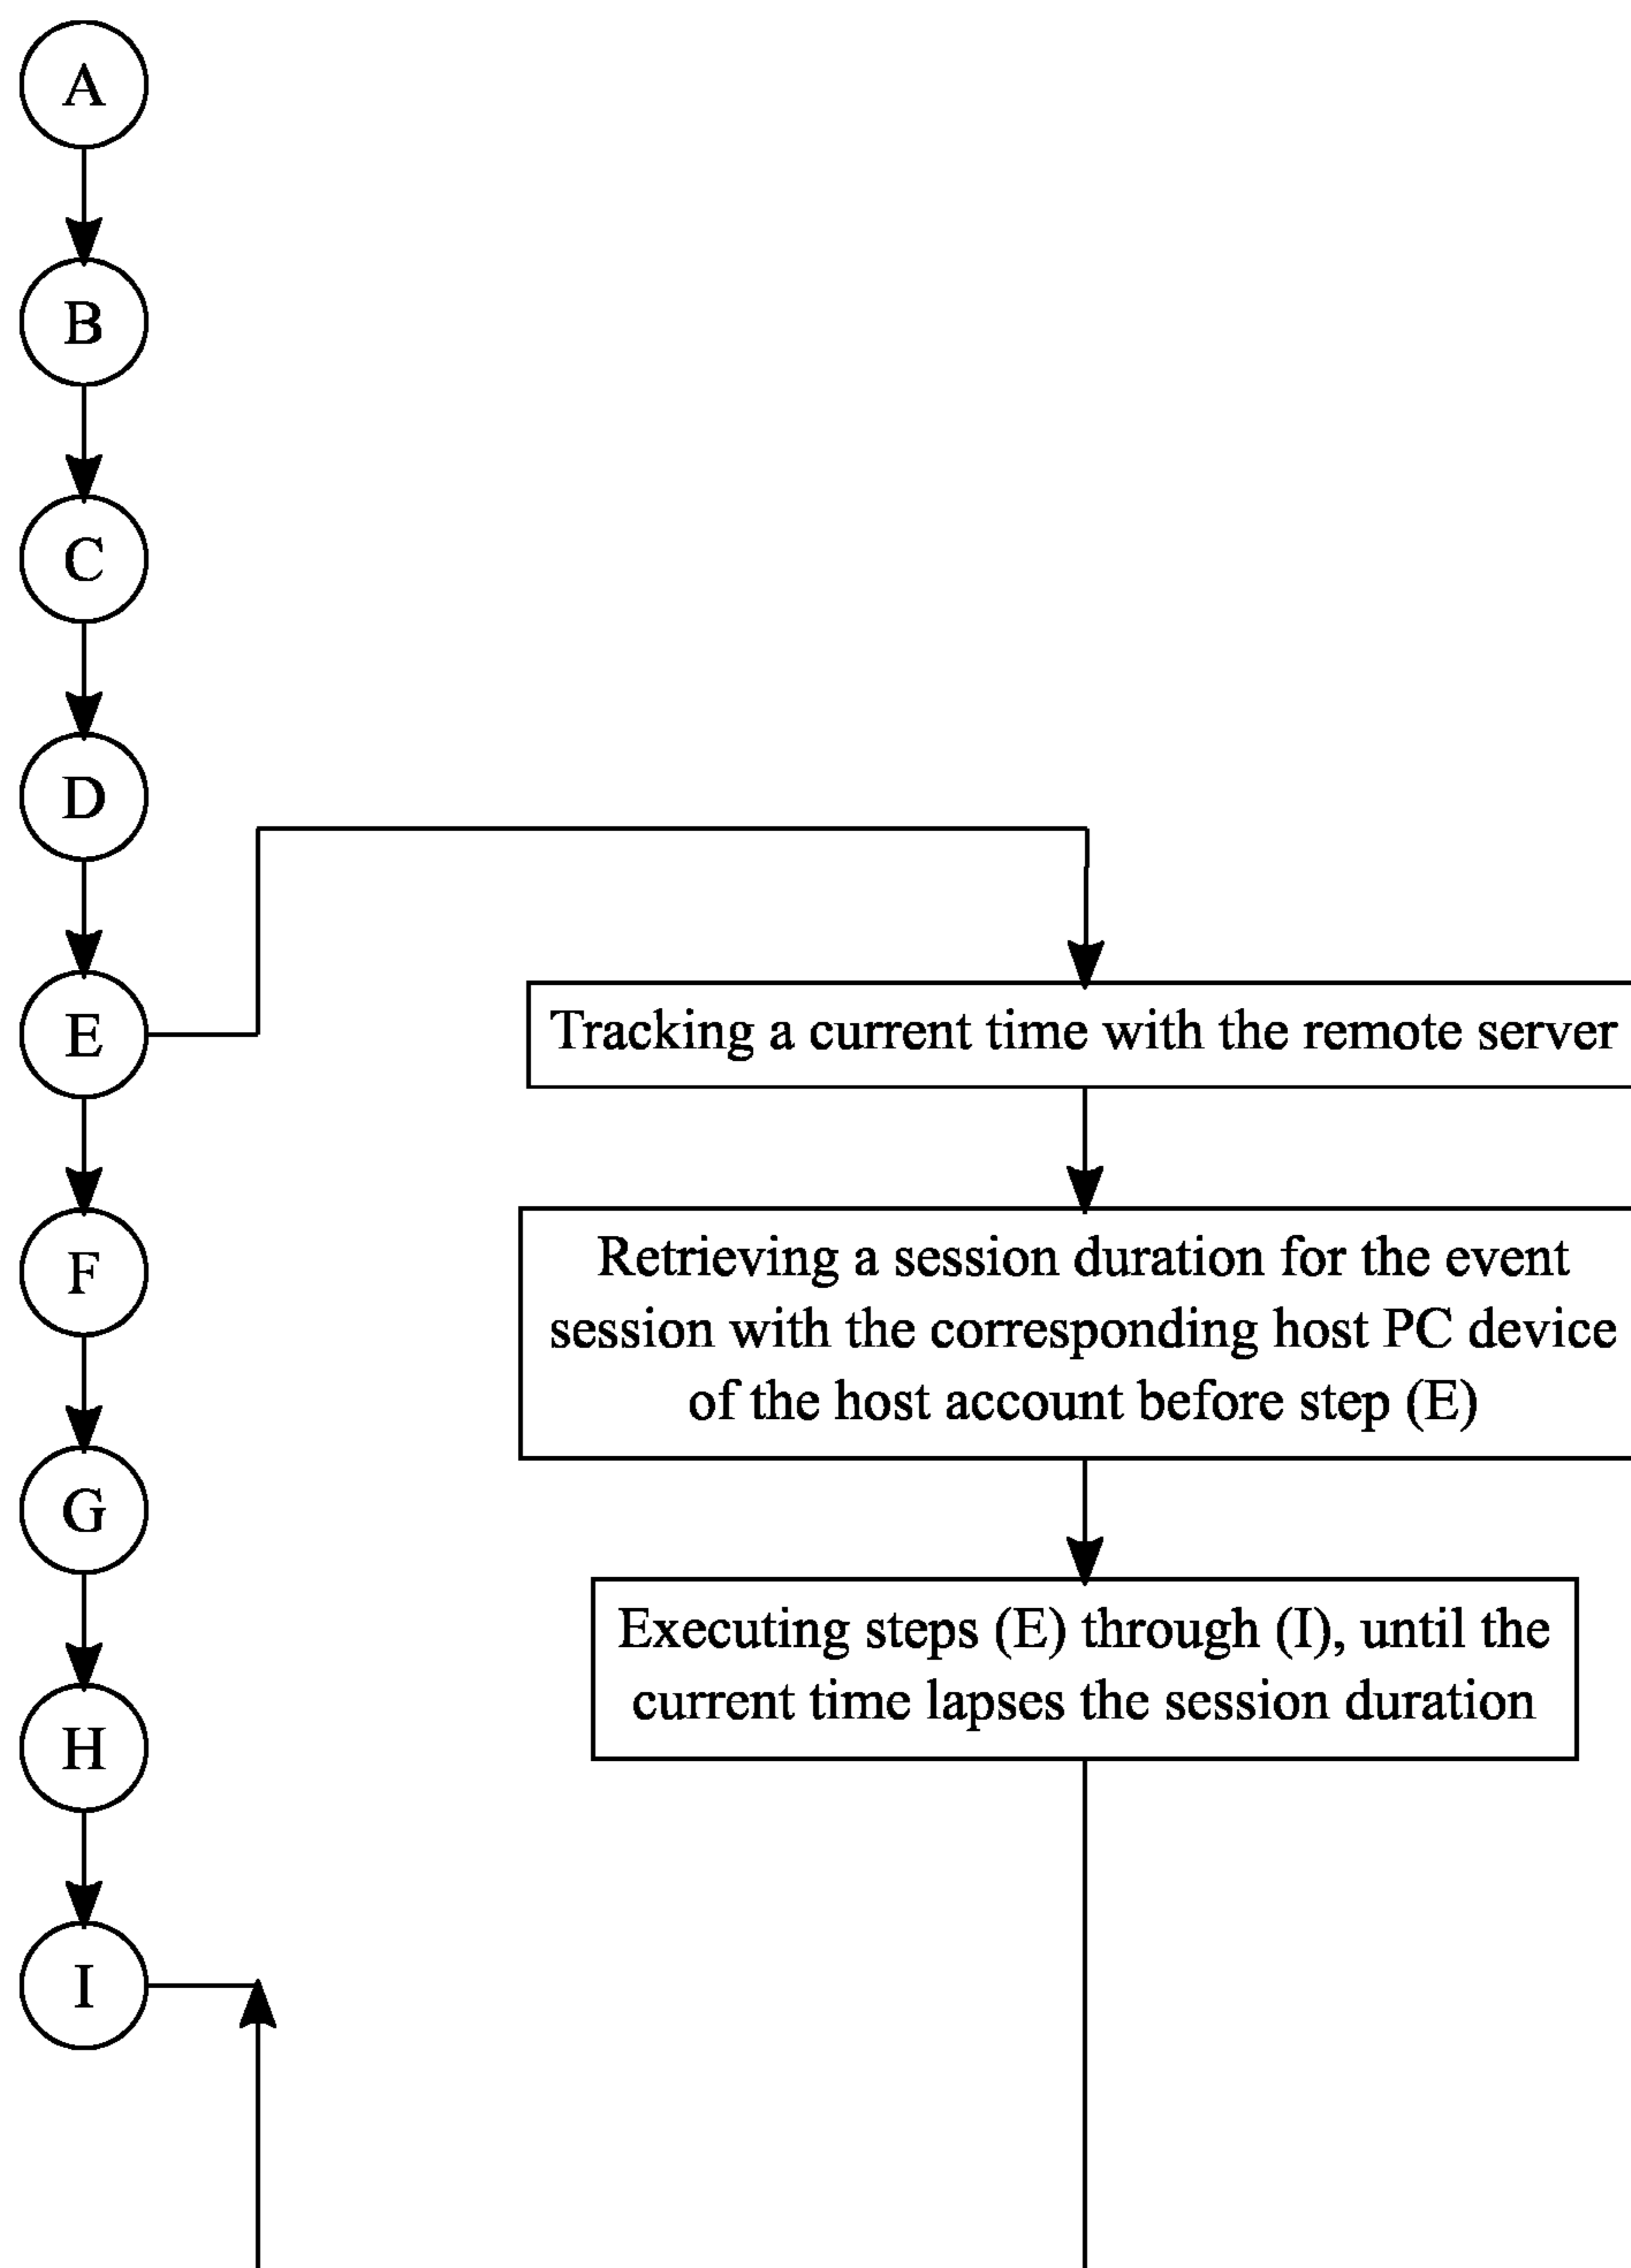 A
B
C
D
E
F
G
H
I
Tracking a current time with the remote server
Retrieving a session duration for the event
session with the corresponding host PC device
of the host account before step (E)
Executing steps (E) through (I), until the
current time lapses the session duration